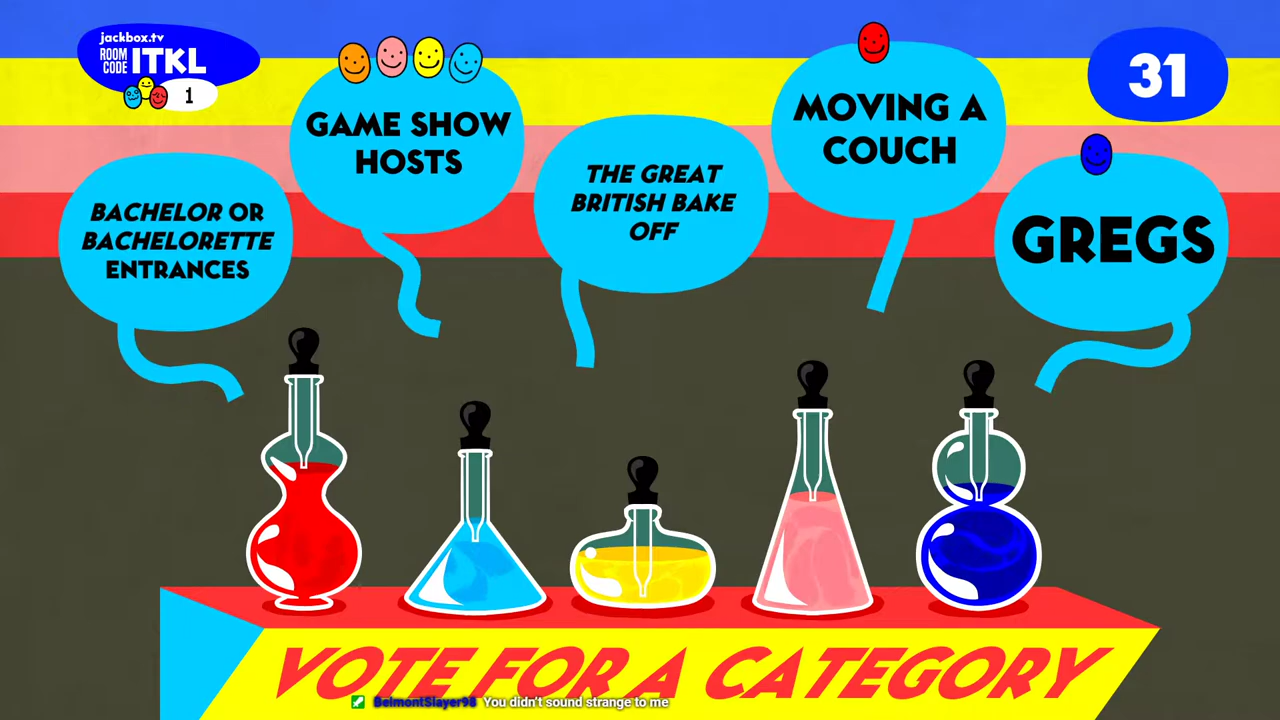 jackbox.tv
ROOM CODE ITKL
1
31
BACHELOR OR
BACHELORETTE
ENTRANCES
GAME SHOW
HOSTS
THE GREAT
BRITISH BAKE
OFF
MOVING A
COUCH
GREGS
VOTE FOR A CATEGORY
BelmontSlayer98 You didn't sound strange to me